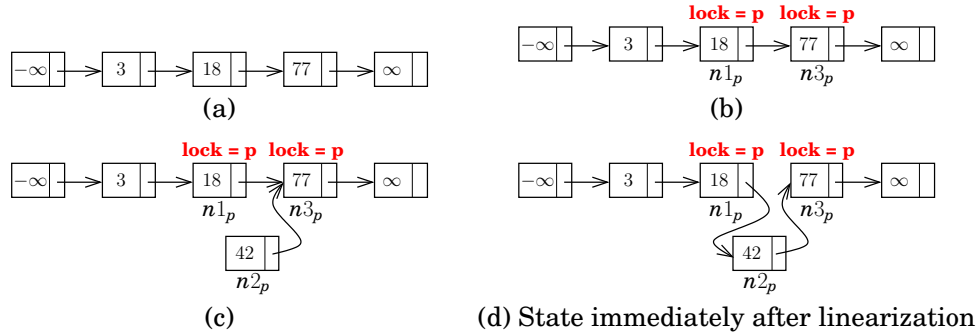 lock = p lock = p
−∞ 3 18 77 ∞
n1ₚ n3ₚ
−∞ 3 18 77 ∞
(a)
(b)
lock = p lock = p
−∞ 3 18 77 ∞
n1ₚ n3ₚ
42
n2ₚ
(c)
lock = p lock = p
−∞ 3 18 77 ∞
n1ₚ n3ₚ
42
n2ₚ
(d) State immediately after linearization